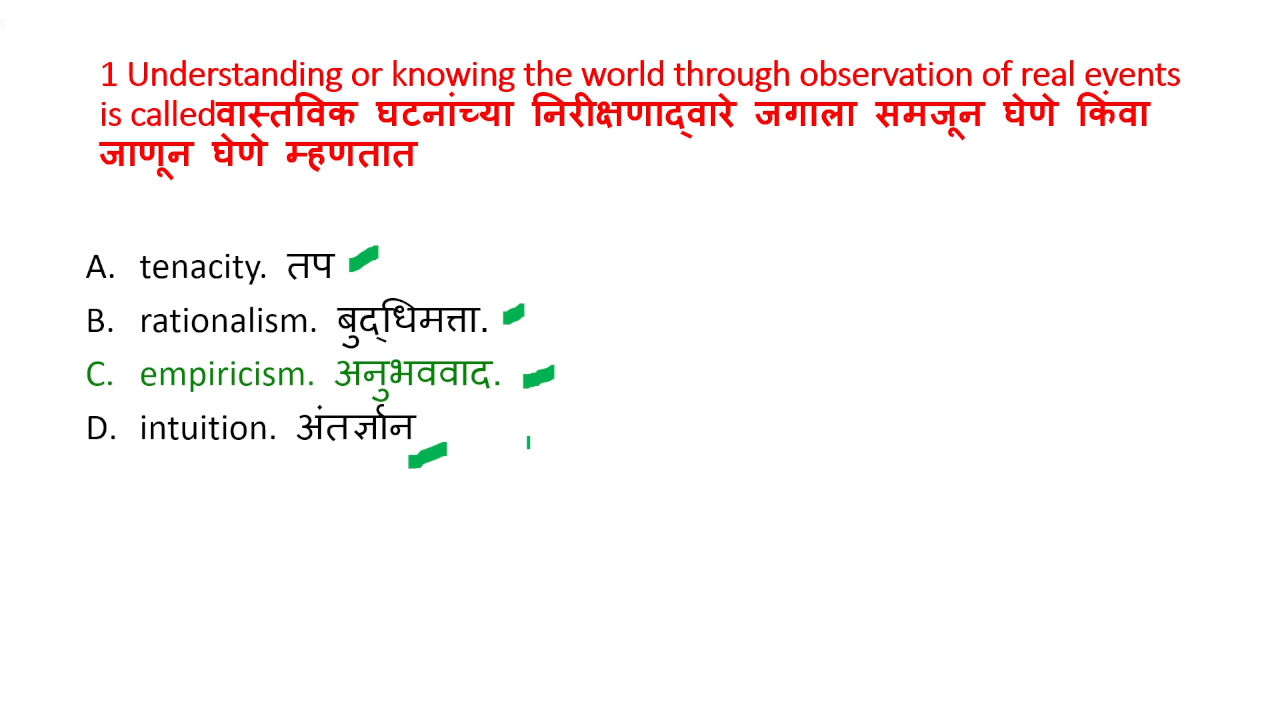 1 Understanding or knowing the world through observation of real events
is calledवास्तविक घटनांच्या निरीक्षणाद्वारे जगाला समजून घेणे किंवा
जाणून घेणे म्हणतात
A. tenacity. तप
B. rationalism. बुद्धिमत्ता.
C. empiricism. अनुभववाद.
D. intuition. अंतर्ज्ञान